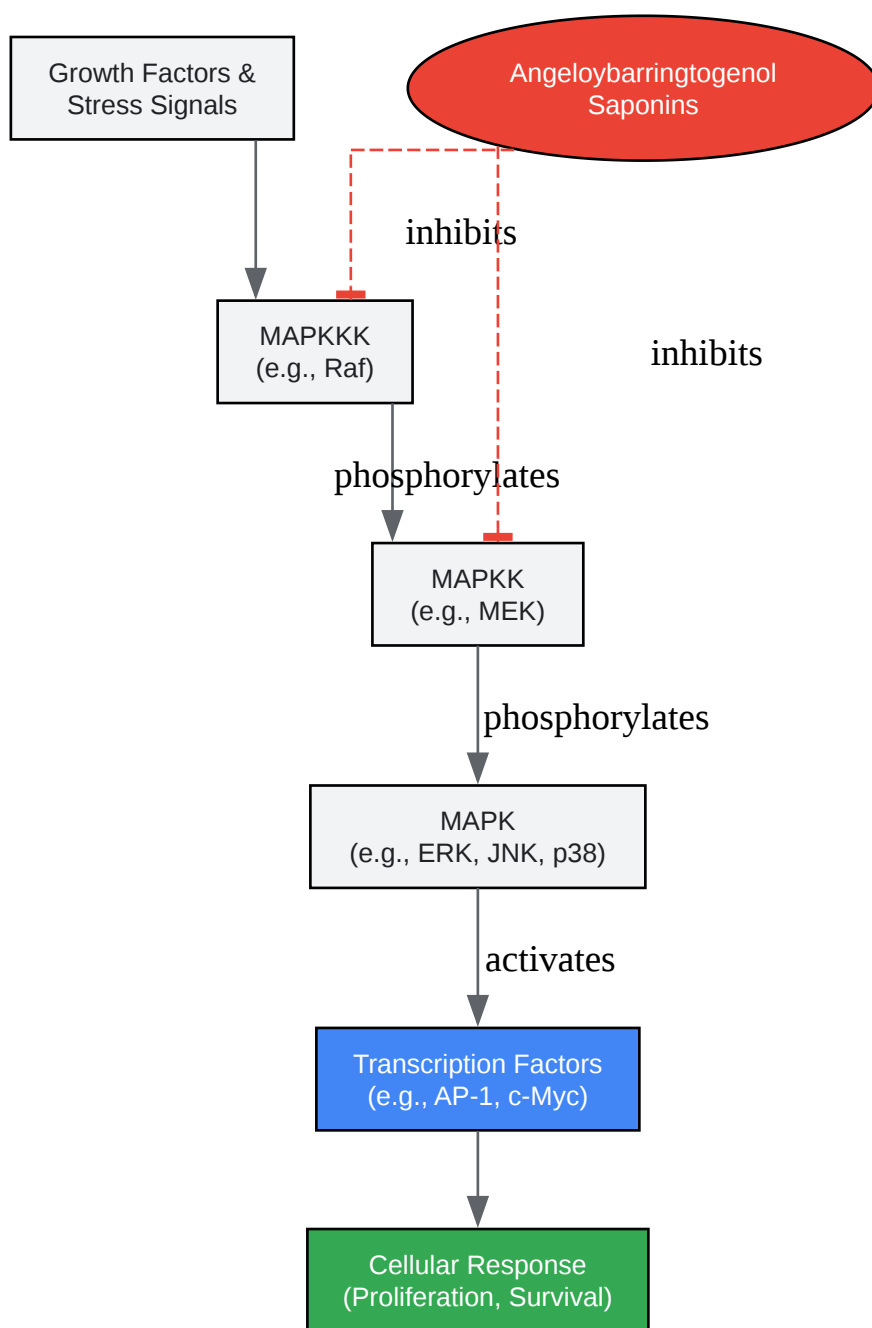 Growth Factors &
Stress Signals
Angeloybarringtogenol
Saponins
inhibits
MAPKKK
(e.g., Raf)
inhibits
phosphorylates
MAPKK
(e.g., MEK)
phosphorylates
MAPK
(e.g., ERK, JNK, p38)
activates
Transcription Factors
(e.g., AP-1, c-Myc)
Cellular Response
(Proliferation, Survival)